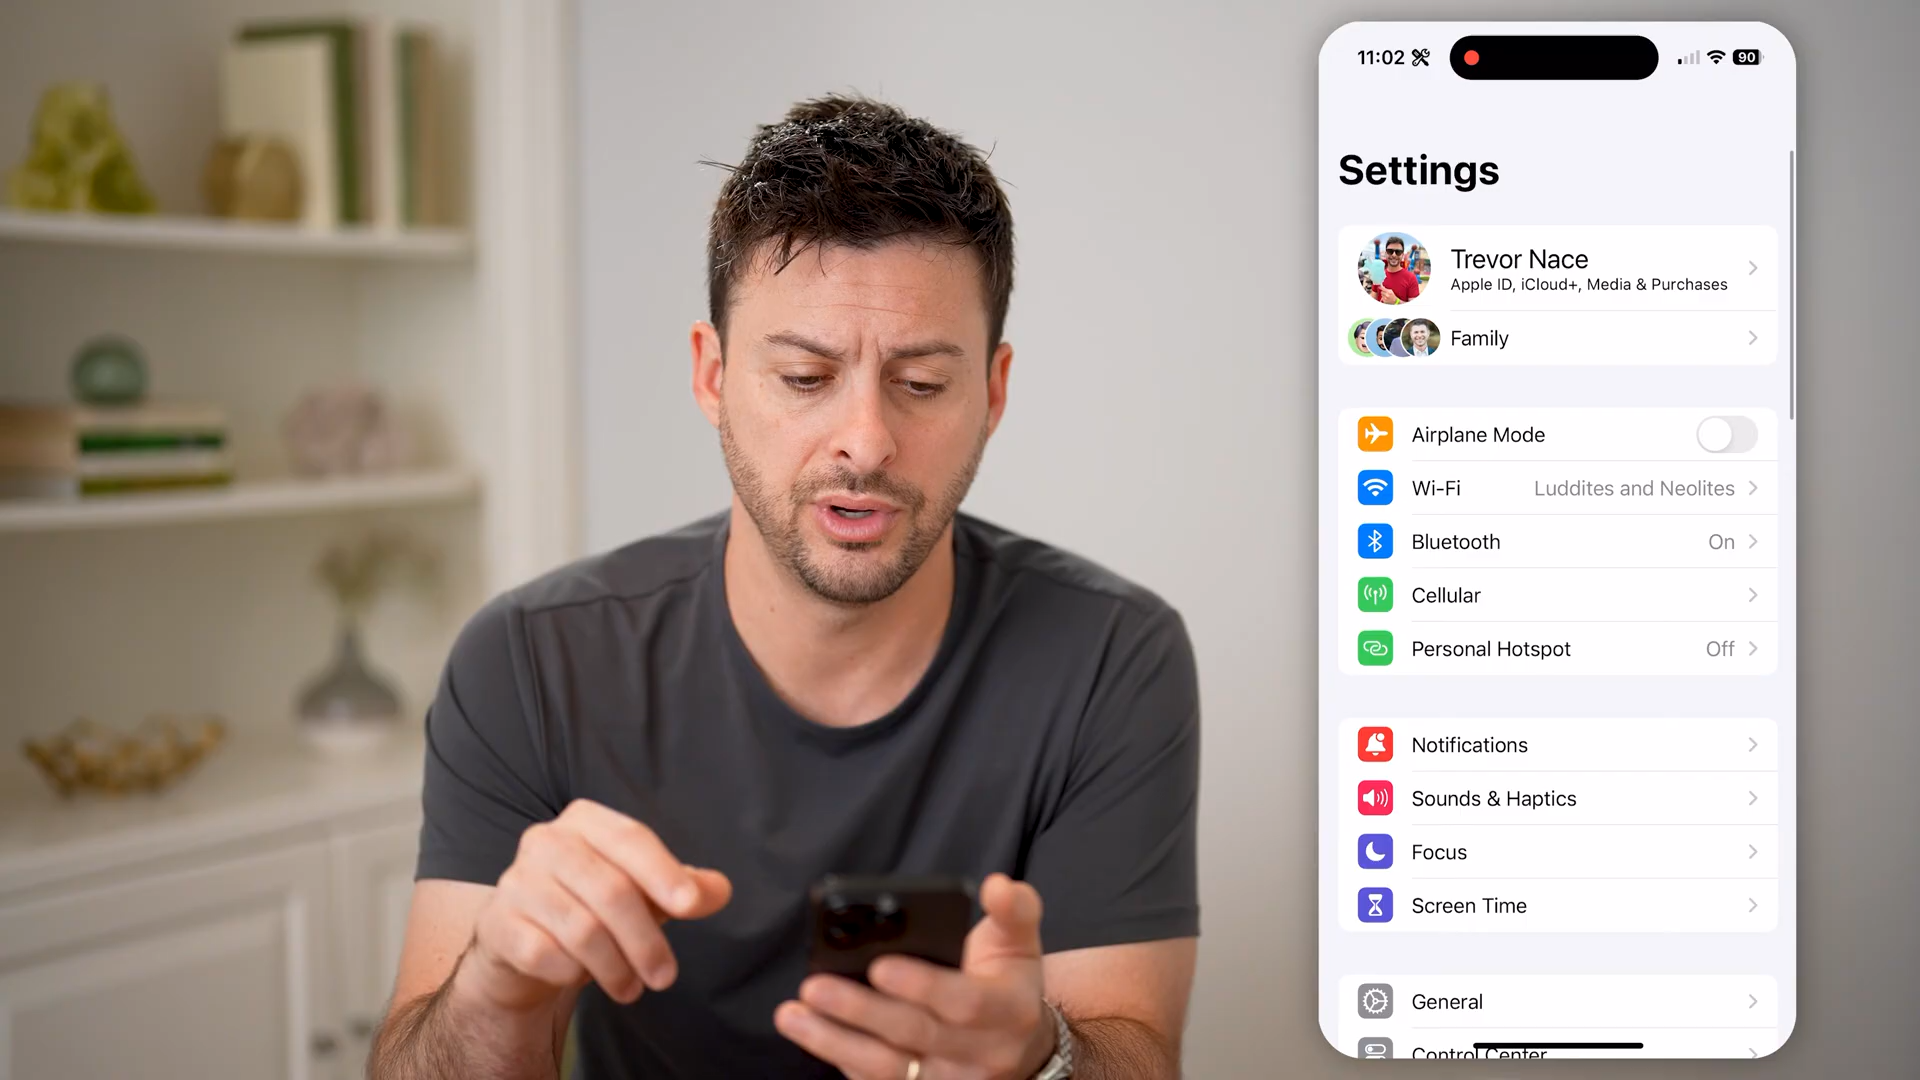 11:02
90
Settings
Trevor Nace
Apple ID, iCloud+, Media & Purchases
Family
Airplane Mode
Wi-Fi Luddites and Neolites
Bluetooth On
Cellular
Personal Hotspot Off
Notifications
Sounds & Haptics
Focus
Screen Time
General
Control Center